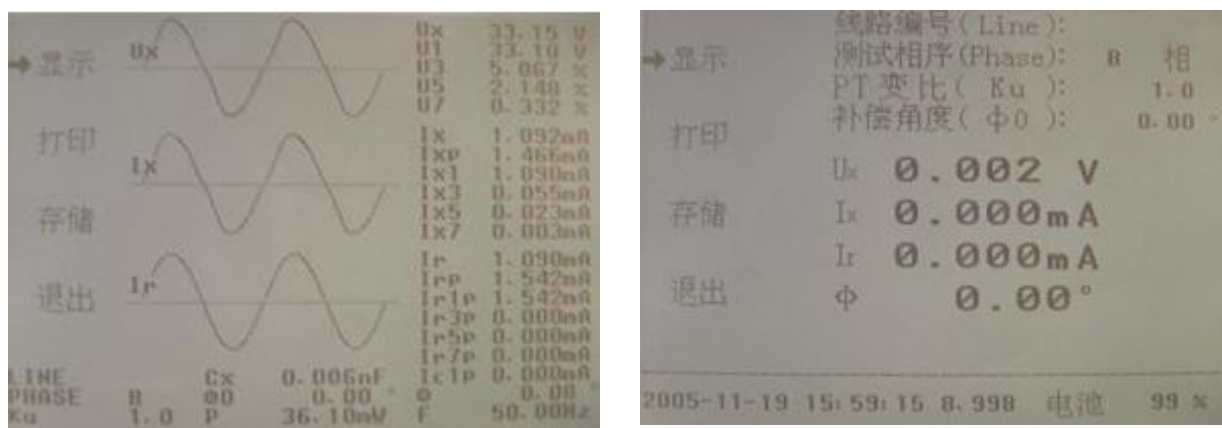 显示
打印
存储
退出
Ux
Ix
Ir
Ux 33.15 V
U1 33.10 V
U3 5.067 %
U5 2.148 %
U7 0.332 %
Ix 1.092mA
Ixp 1.466mA
Ix1 1.090mA
Ix3 0.055mA
Ix5 0.023mA
Ix7 0.003mA
Ir 1.090mA
Irp 1.542mA
Ir1p 1.542mA
Ir3p 0.000mA
Ir5p 0.000mA
Ir7p 0.000mA
Ic1p 0.000mA
LINE Cx 0.006nF
PHASE B Φ0 0.00 ° Φ 0.00 °
Ku 1.0 P 36.10mW F 50.00Hz
线路编号(Line):
显示
测试相序(Phase): B 相
PT变比( Ku ): 1.0
补偿角度( Φ0 ): 0.00 °
打印
Ux 0.002 V
存储
Ix 0.000mA
Ir 0.000mA
退出
Φ 0.00°
2005-11-19 15:59:15 8.998 电池 99 %